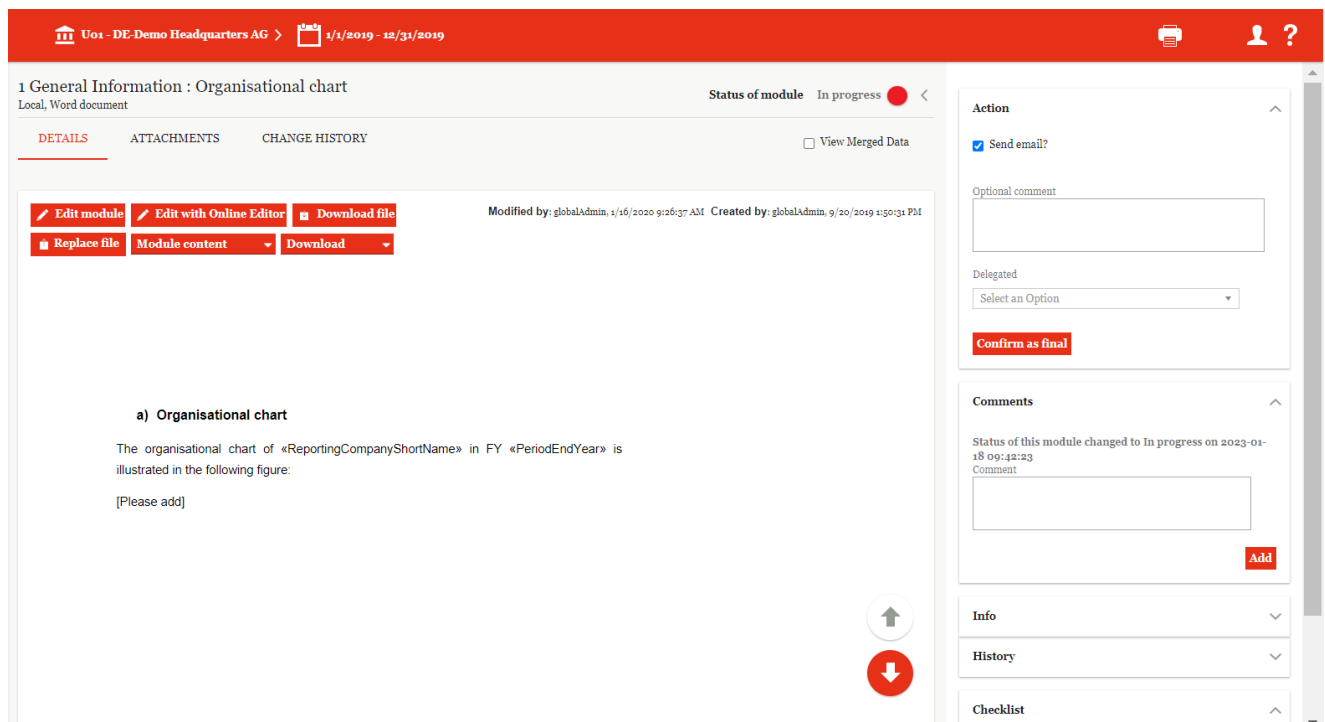 U01 - DE-Demo Headquarters AG > 1/1/2019 - 12/31/2019 ?
1 General Information : Organisational chart
Local, Word document
Status of module In progress
DETAILS ATTACHMENTS CHANGE HISTORY
View Merged Data
Edit module Edit with Online Editor Download file
Modified by: globalAdmin, 1/16/2020 9:26:37 AM Created by: globalAdmin, 9/20/2019 1:50:31 PM
Replace file Module content Download
a) Organisational chart
The organisational chart of «ReportingCompanyShortName» in FY «PeriodEndYear» is
illustrated in the following figure:
[Please add]
Action
Send email?
Optional comment
Delegated
Select an Option
Confirm as final
Comments
Status of this module changed to In progress on 2023-01-
18 09:42:23
Comment
Add
Info
History
Checklist